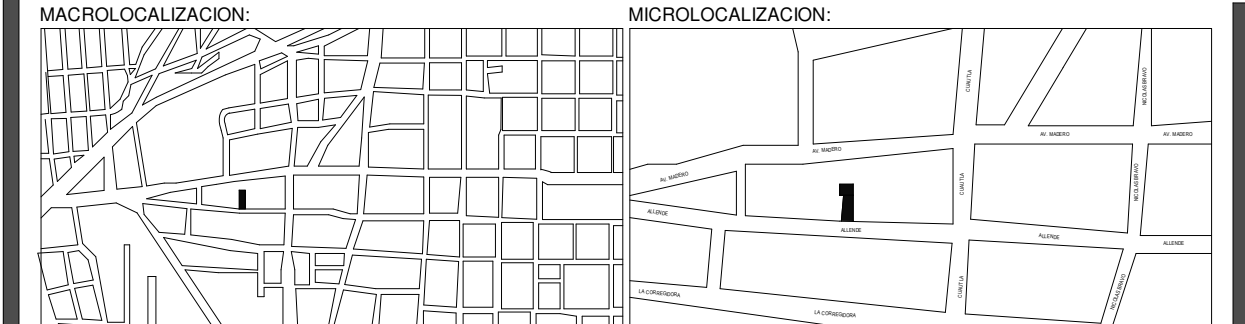 MACROLOCALIZACION:
MICROLOCALIZACION:
CUAUTLA
NICOLAS BRAVO
AV. MADERO
AV. MADERO
AV. MADERO
AV. MADERO
CUAUTLA
NICOLAS BRAVO
ALLENDE
ALLENDE
ALLENDE
ALLENDE
LA CORREGIDORA
CUAUTLA
NICOLAS BRAVO
LA CORREGIDORA